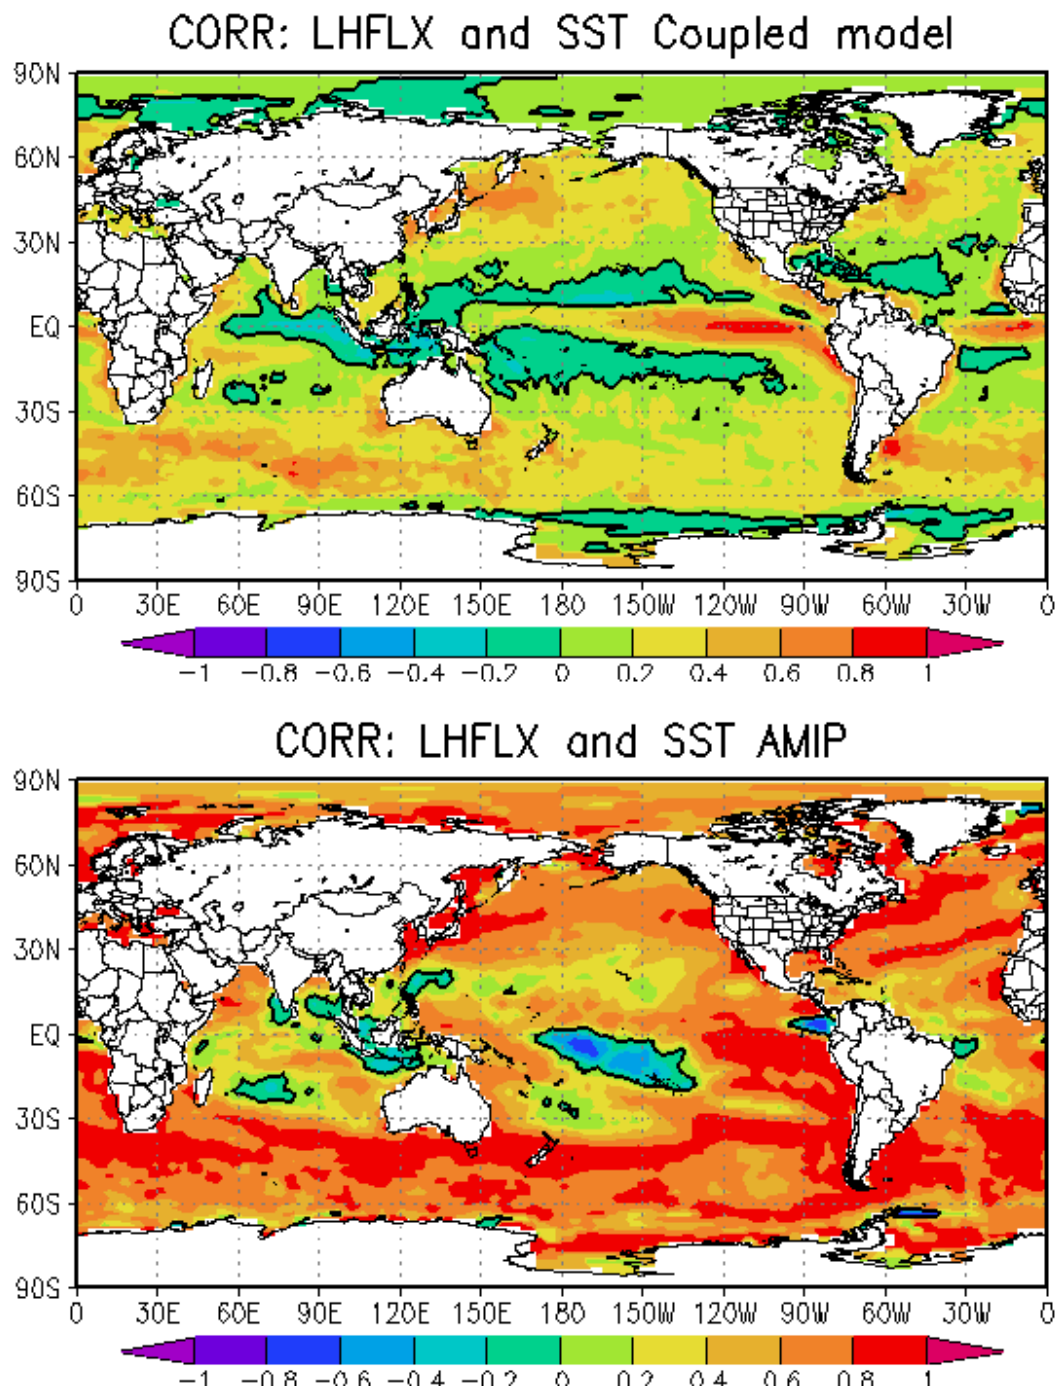 CORR: LHFLX and SST Coupled model
90N
60N
30N
EQ
30S
60S
90S
0 30E 60E 90E 120E 150E 180 150W 120W 90W 60W 30W 0
-1 -0.8 -0.6 -0.4 -0.2 0 0.2 0.4 0.6 0.8 1
CORR: LHFLX and SST AMIP
90N
60N
30N
EQ
30S
60S
90S
0 30E 60E 90E 120E 150E 180 150W 120W 90W 60W 30W 0
-1 -0.8 -0.6 -0.4 -0.2 0 0.2 0.4 0.6 0.8 1